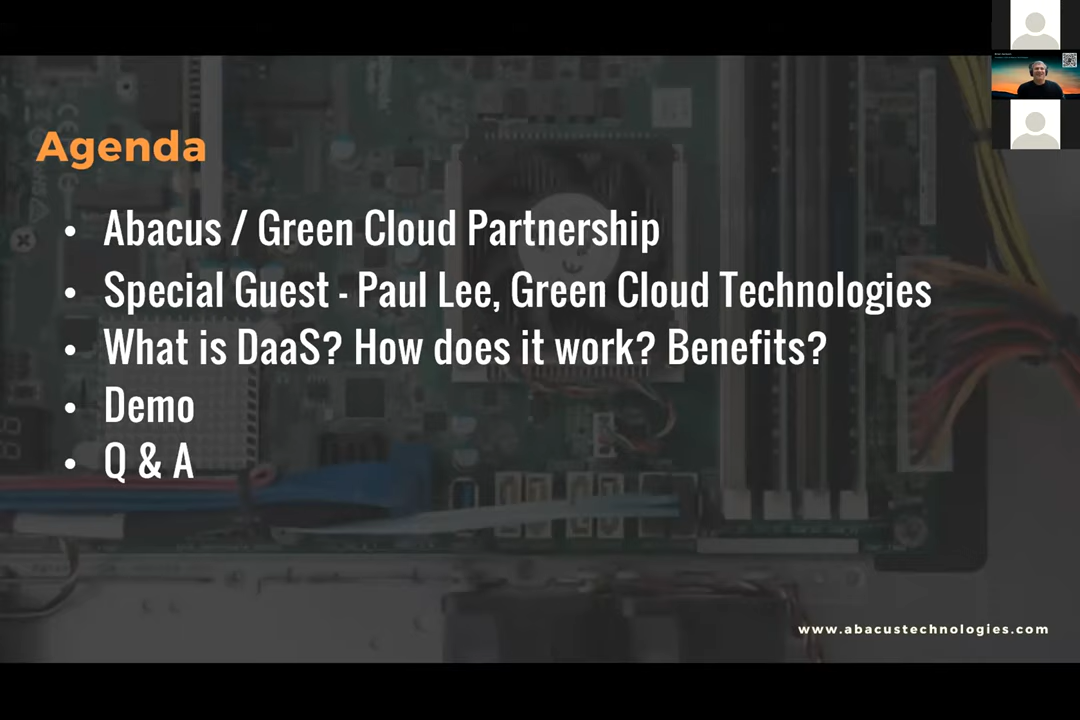 Agenda
• Abacus / Green Cloud Partnership
• Special Guest - Paul Lee, Green Cloud Technologies
• What is DaaS? How does it work? Benefits?
• Demo
• Q & A
www.abacustechnologies.com